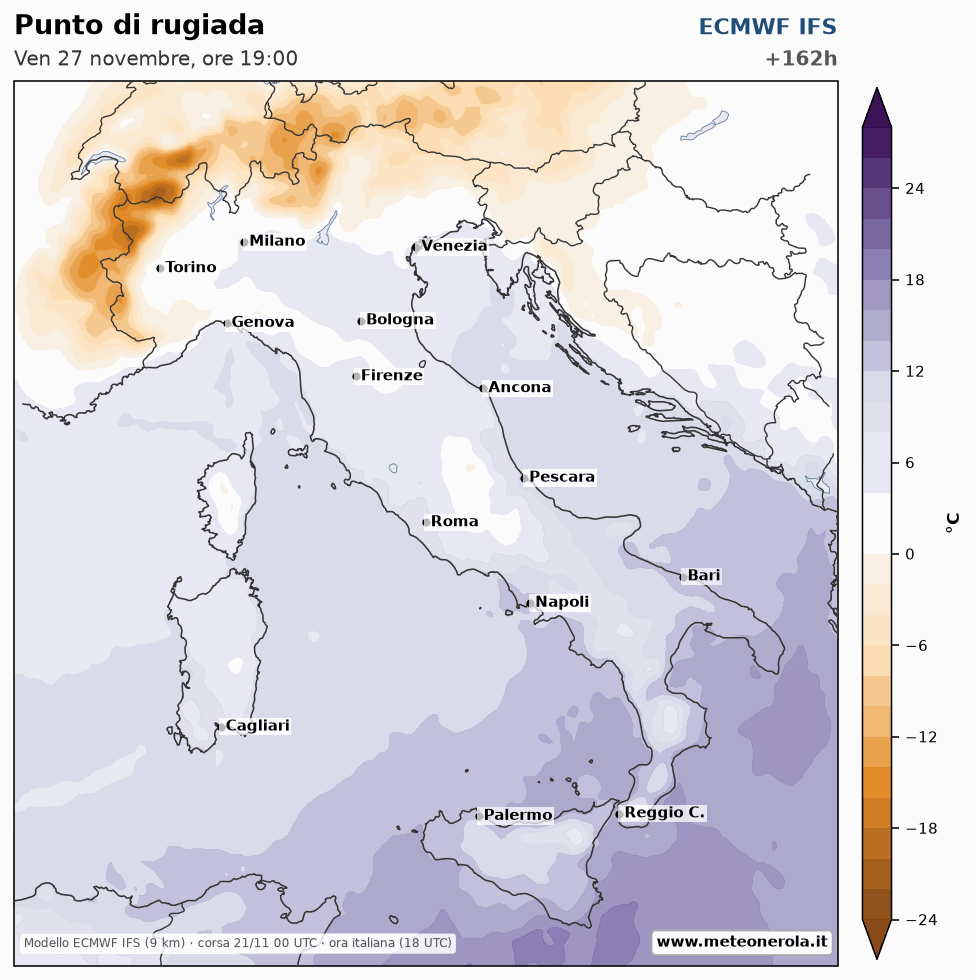 Punto di rugiada
ECMWF IFS
Ven 27 novembre, ore 19:00
+162h
Milano
Venezia
Torino
Genova
Bologna
Firenze
Ancona
Pescara
Roma
Bari
Napoli
Cagliari
Palermo
Reggio C.
24
18
12
6
0
−6
−12
−18
−24
°C
Modello ECMWF IFS (9 km) · corsa 21/11 00 UTC · ora italiana (18 UTC)
www.meteonerola.it